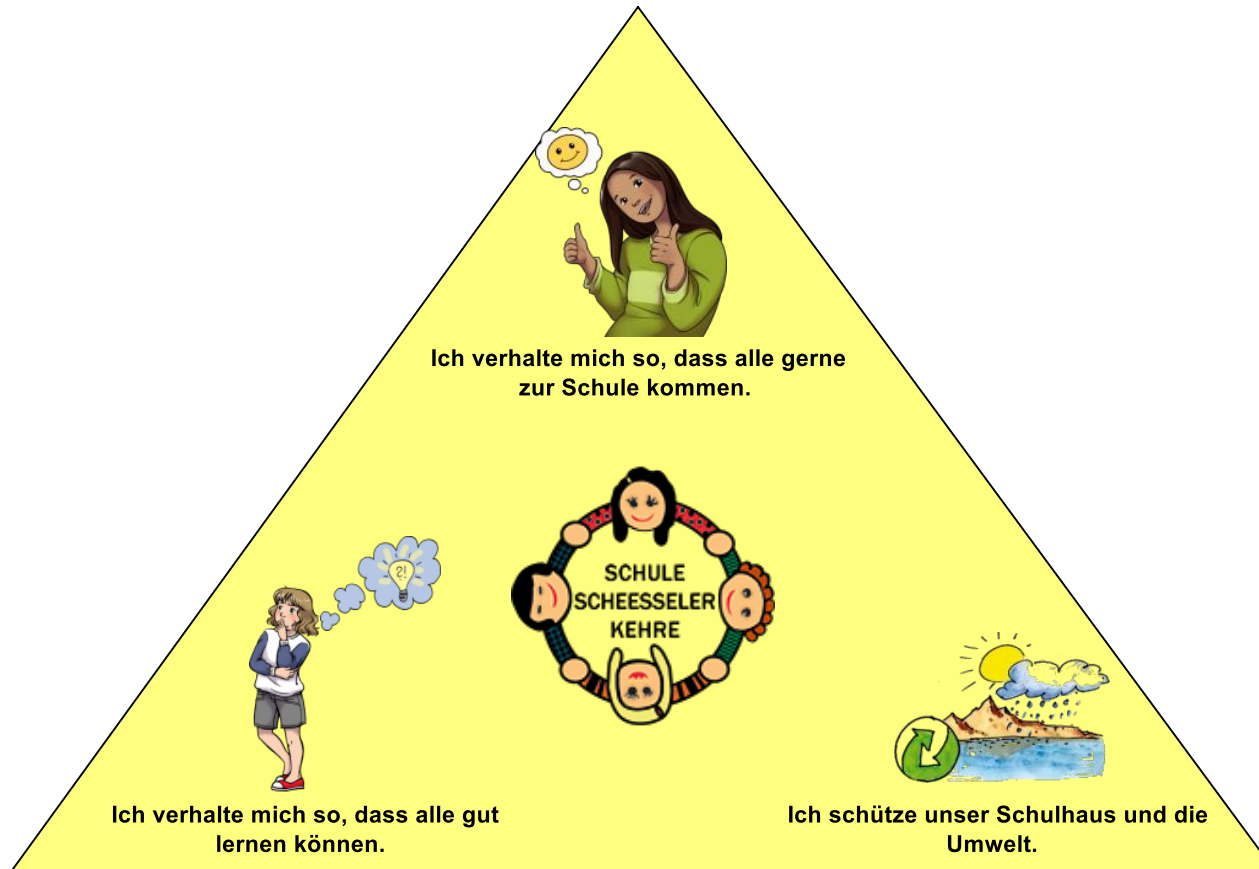 Ich verhalte mich so, dass alle gerne
zur Schule kommen.
SCHULE
SCHEESSELER
KEHRE
?!
Ich verhalte mich so, dass alle gut
lernen können.
Ich schütze unser Schulhaus und die
Umwelt.